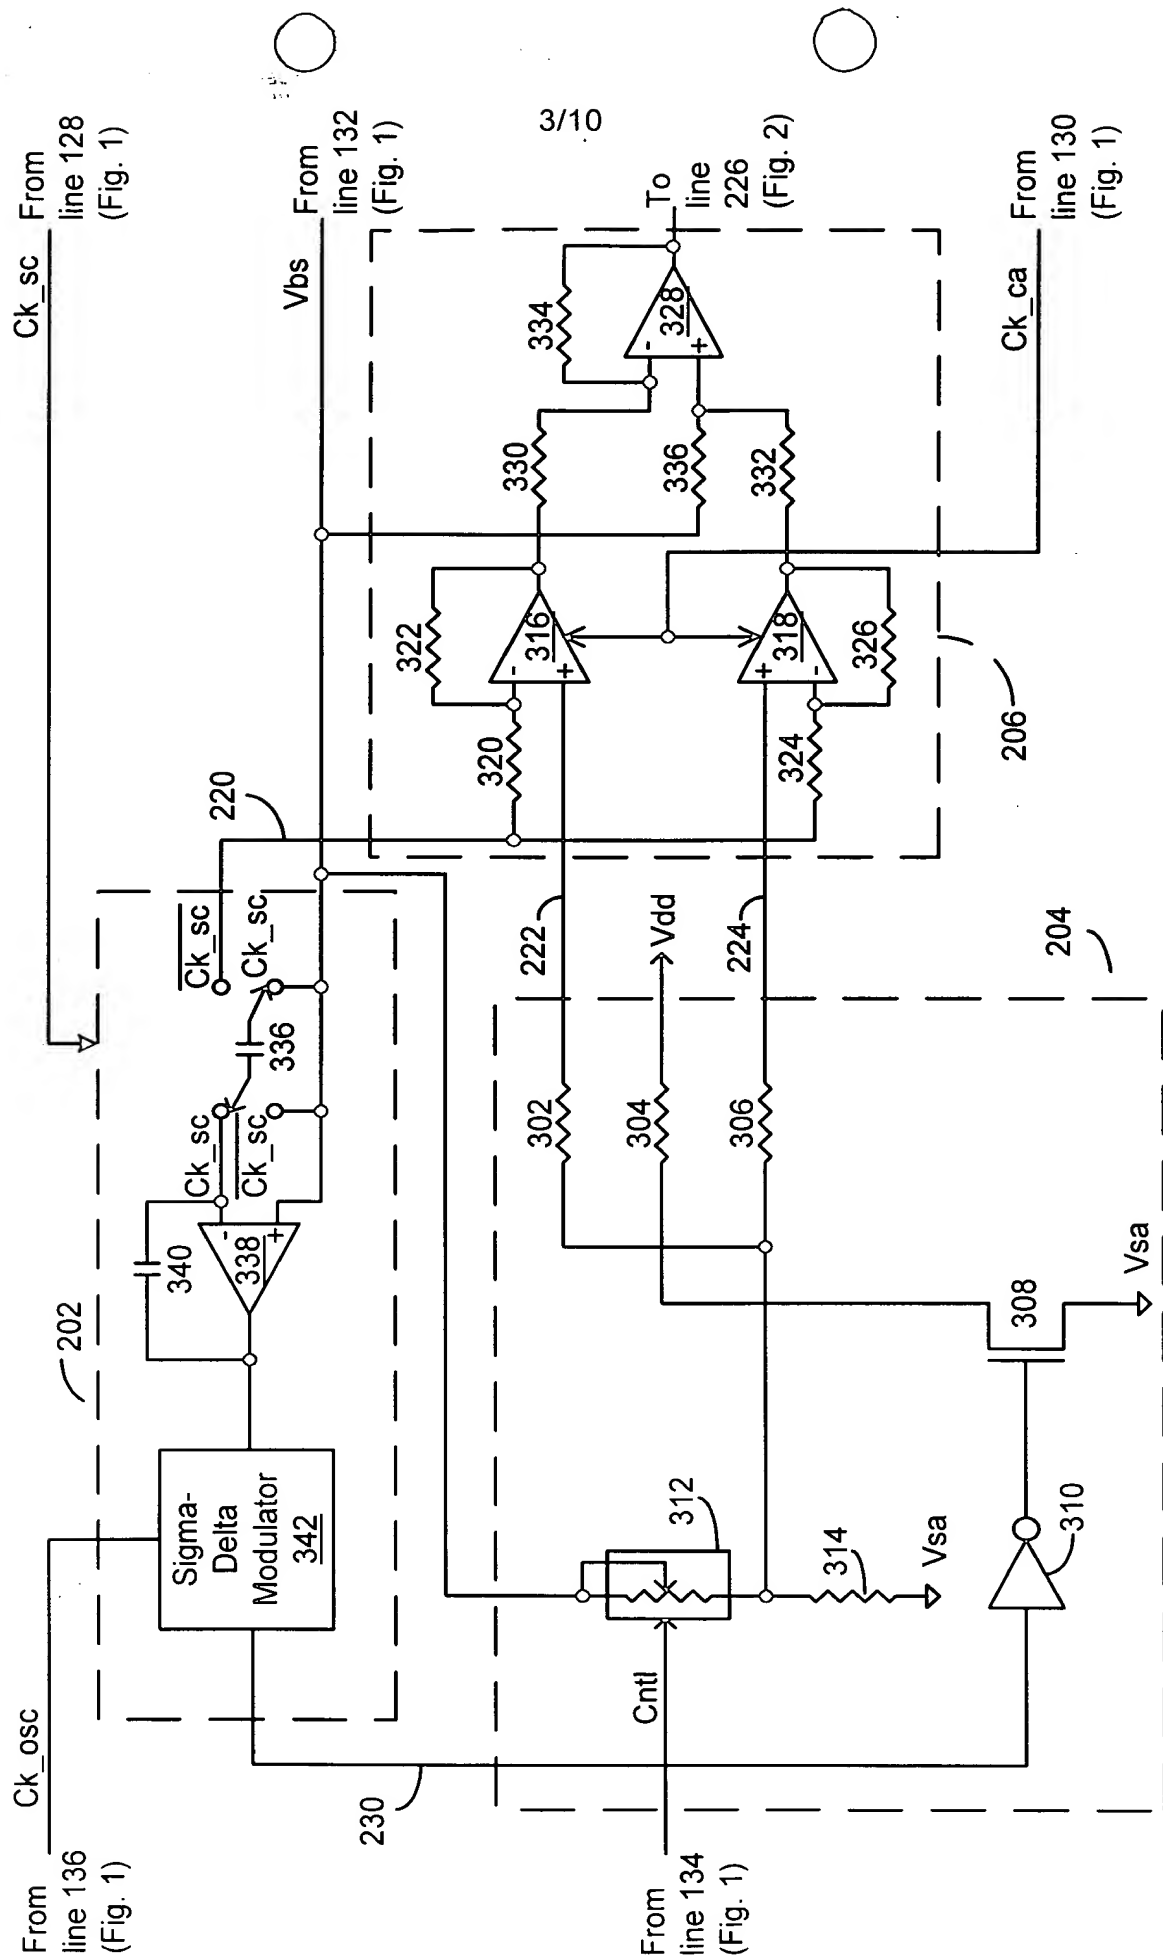 3/10
Ck_osc
From
line 136
(Fig. 1)
Ck_sc
From
line 128
(Fig. 1)
Vbs
From
line 132
(Fig. 1)
202
Sigma-
Delta
Modulator
342
340
338
-
+
Ck_sc
Ck_sc
336
Ck_sc
Ck_sc
220
230
322
320
316
-
+
330
334
328
-
+
To
line
226
(Fig. 2)
336
332
318
+
-
324
326
206
Ck_ca
From
line 130
(Fig. 1)
222
Vdd
224
204
302
304
306
312
314
Vsa
Cntl
From
line 134
(Fig. 1)
308
Vsa
310